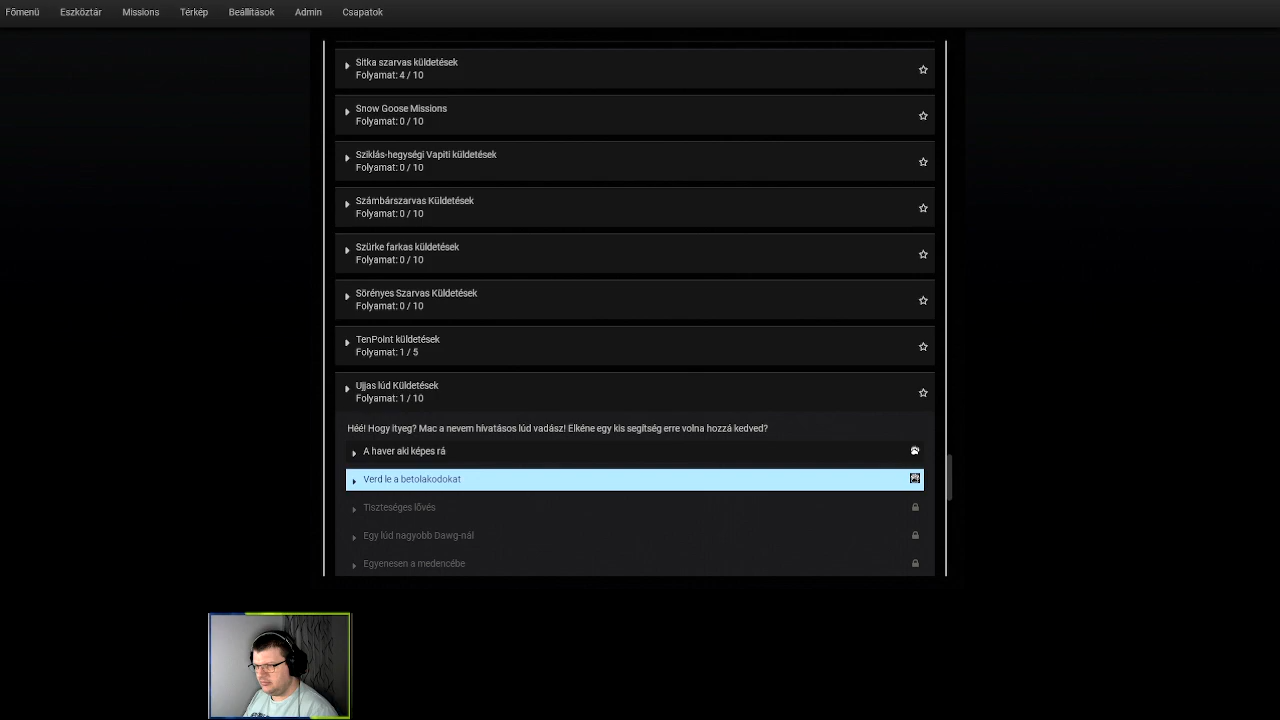 Főmenü Eszköztár Missions Térkép Beállítások Admin Csapatok
Sitka szarvas küldetések
Folyamat: 4 / 10
Snow Goose Missions
Folyamat: 0 / 10
Sziklás-hegységi Vapiti küldetések
Folyamat: 0 / 10
Számbárszarvas Küldetések
Folyamat: 0 / 10
Szürke farkas küldetések
Folyamat: 0 / 10
Sörényes Szarvas Küldetések
Folyamat: 0 / 10
TenPoint küldetések
Folyamat: 1 / 5
Ujjas lúd Küldetések
Folyamat: 1 / 10
Héé! Hogy ityeg? Mac a nevem hívatásos lúd vadász! Elkéne egy kis segítség erre volna hozzá kedved?
A haver aki képes rá
Verd le a betolakodokat
Tiszteséges lővés
Egy lúd nagyobb Dawg-nál
Egyenesen a medencébe